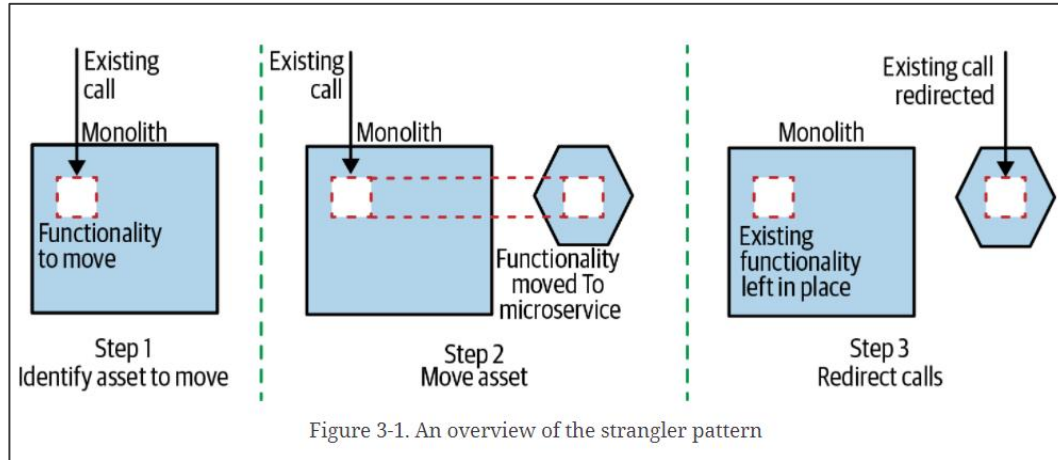 Existing
call
Monolith
Functionality
to move
Step 1
Identify asset to move
Existing
call
Monolith
Functionality
moved To
microservice
Step 2
Move asset
Existing call
redirected
Monolith
Existing
functionality
left in place
Step 3
Redirect calls
Figure 3-1. An overview of the strangler pattern